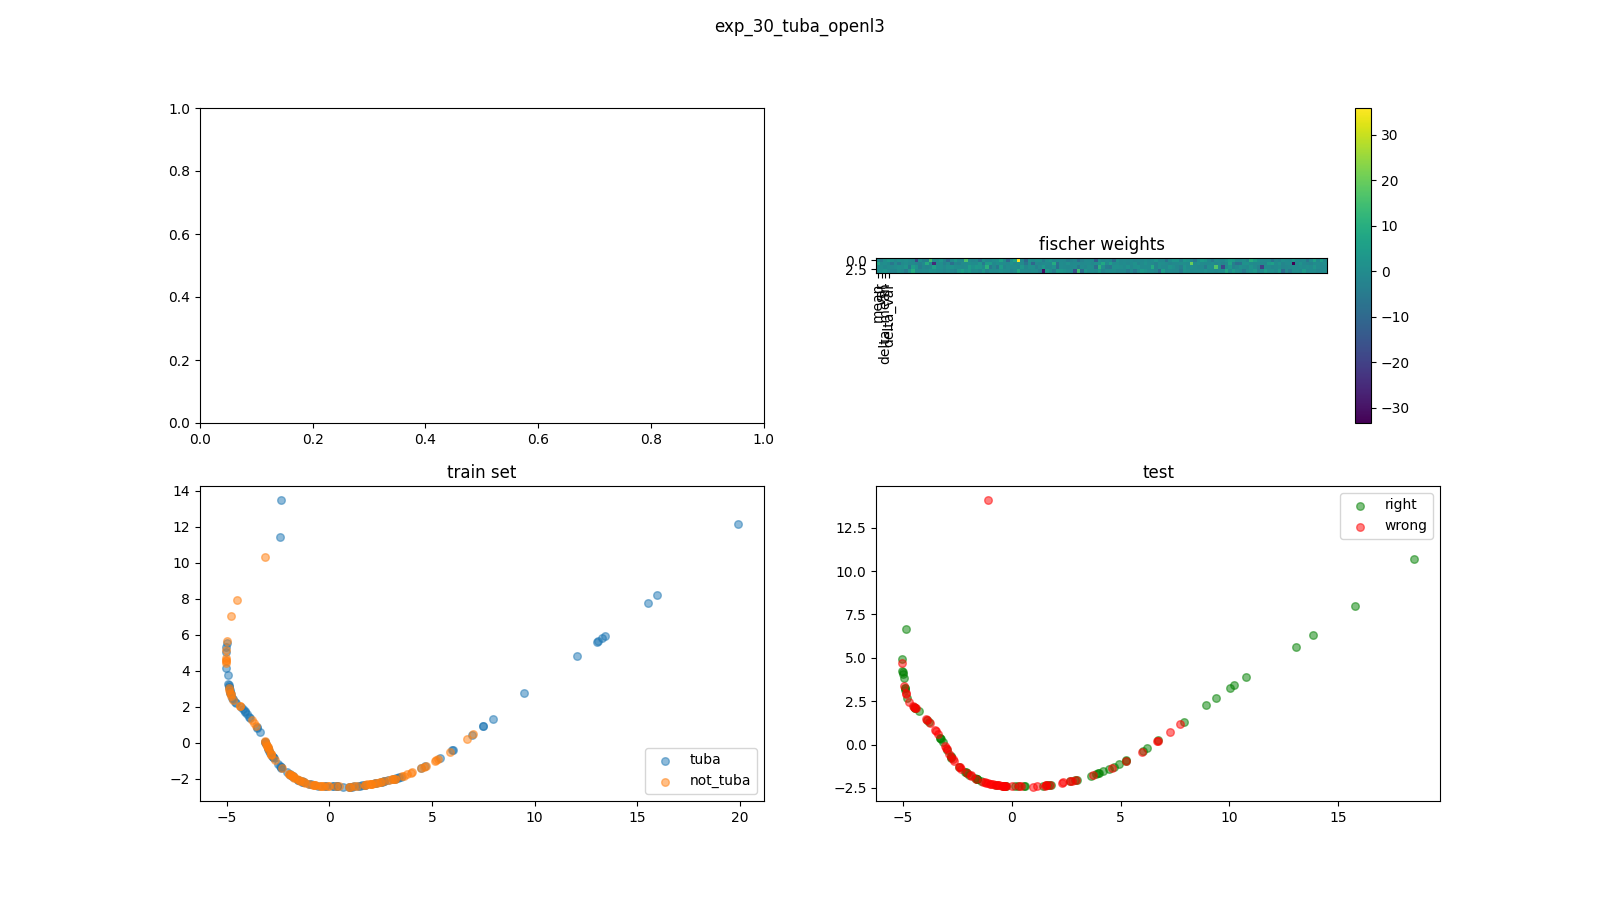 exp_30_tuba_openl3
1.0
0.8
0.6
0.4
0.2
0.0
0.0 0.2 0.4 0.6 0.8 1.0
fischer weights
0.0
2.5
mean
var
delta_mean
delta_var
30
20
10
0
−10
−20
−30
train set
14
12
10
8
6
4
2
0
−2
−5 0 5 10 15 20
tuba
not_tuba
test
12.5
10.0
7.5
5.0
2.5
0.0
−2.5
−5 0 5 10 15
right
wrong